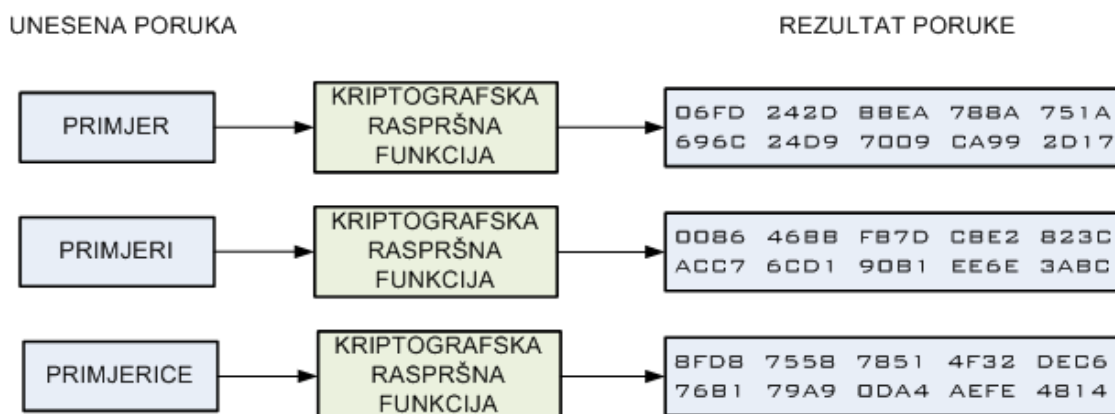 UNESENA PORUKA
REZULTAT PORUKE
PRIMJER
KRIPTOGRAFSKA
RASPRŠNA
FUNKCIJA
06FD 242D BBEA 788A 751A
696C 24D9 7009 CA99 2D17
PRIMJERI
KRIPTOGRAFSKA
RASPRŠNA
FUNKCIJA
0086 46BB FB7D CBE2 823C
ACC7 6CD1 90B1 EE6E 3ABC
PRIMJERICE
KRIPTOGRAFSKA
RASPRŠNA
FUNKCIJA
8FD8 7558 7851 4F32 DEC6
76B1 79A9 0DA4 AEFE 4814